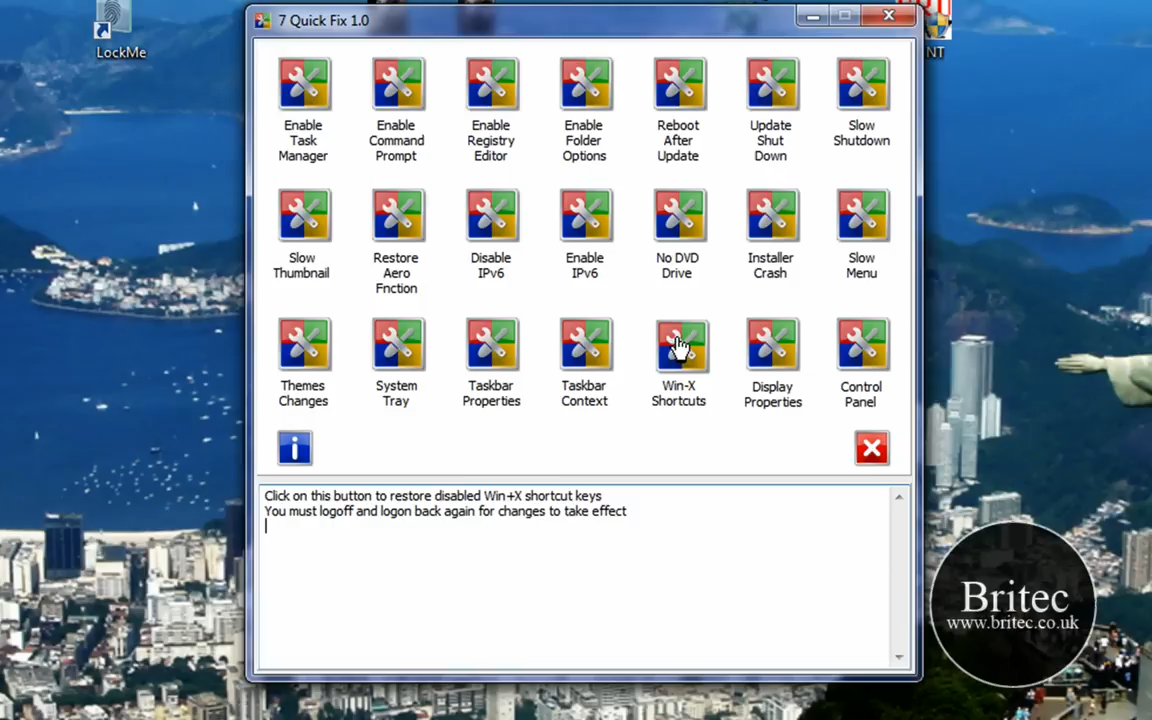 LockMe
7 Quick Fix 1.0
NT
Enable Task Manager
Enable Command Prompt
Enable Registry Editor
Enable Folder Options
Reboot After Update
Update Shut Down
Slow Shutdown
Slow Thumbnail
Restore Aero Fnction
Disable IPv6
Enable IPv6
No DVD Drive
Installer Crash
Slow Menu
Themes Changes
System Tray
Taskbar Properties
Taskbar Context
Win-X Shortcuts
Display Properties
Control Panel
i
Click on this button to restore disabled Win+X shortcut keys
You must logoff and logon back again for changes to take effect
Britec
www.britec.co.uk